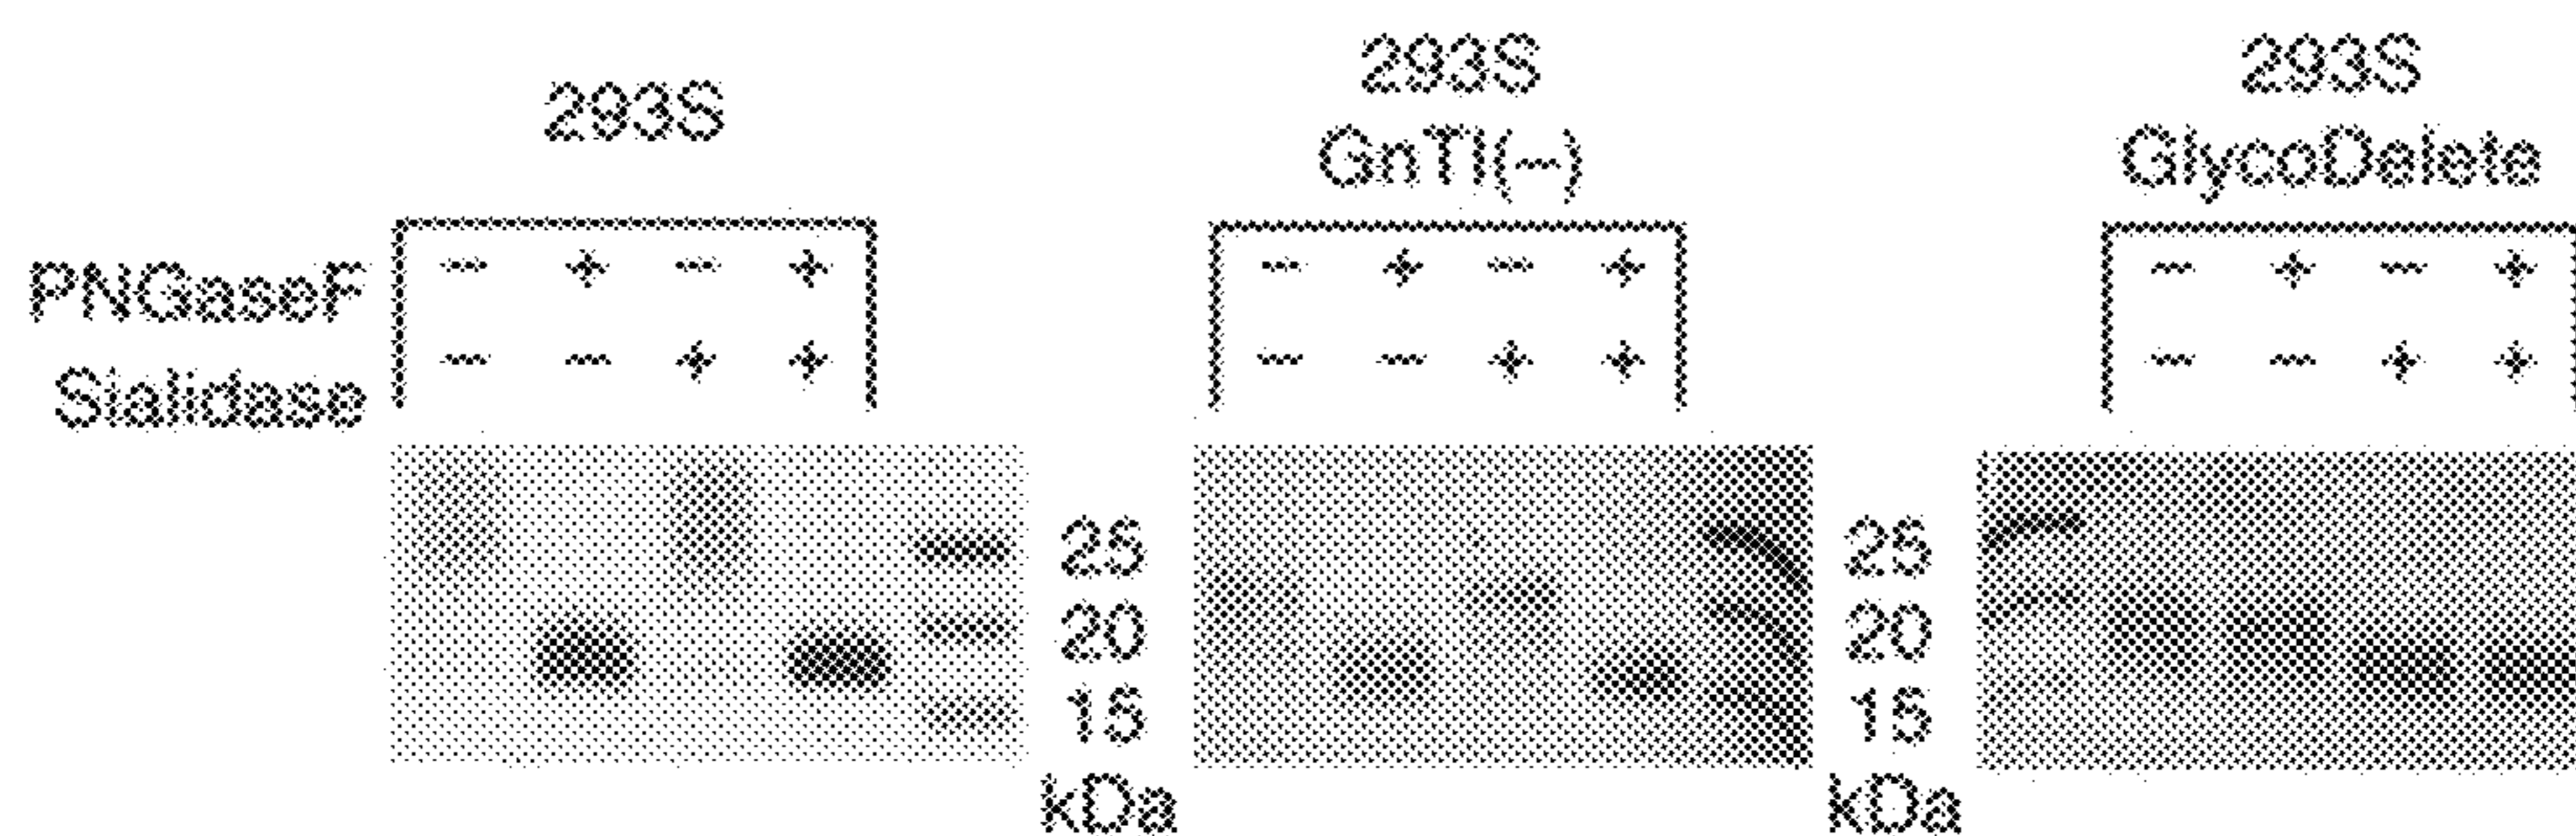 293S
293S
GnTI(–)
293S
GlycoDelete
PNGaseF – + – + – + – + – + – +
Sialidase – – + + – – + + – – + +
25 25
20 20
15 15
kDa kDa